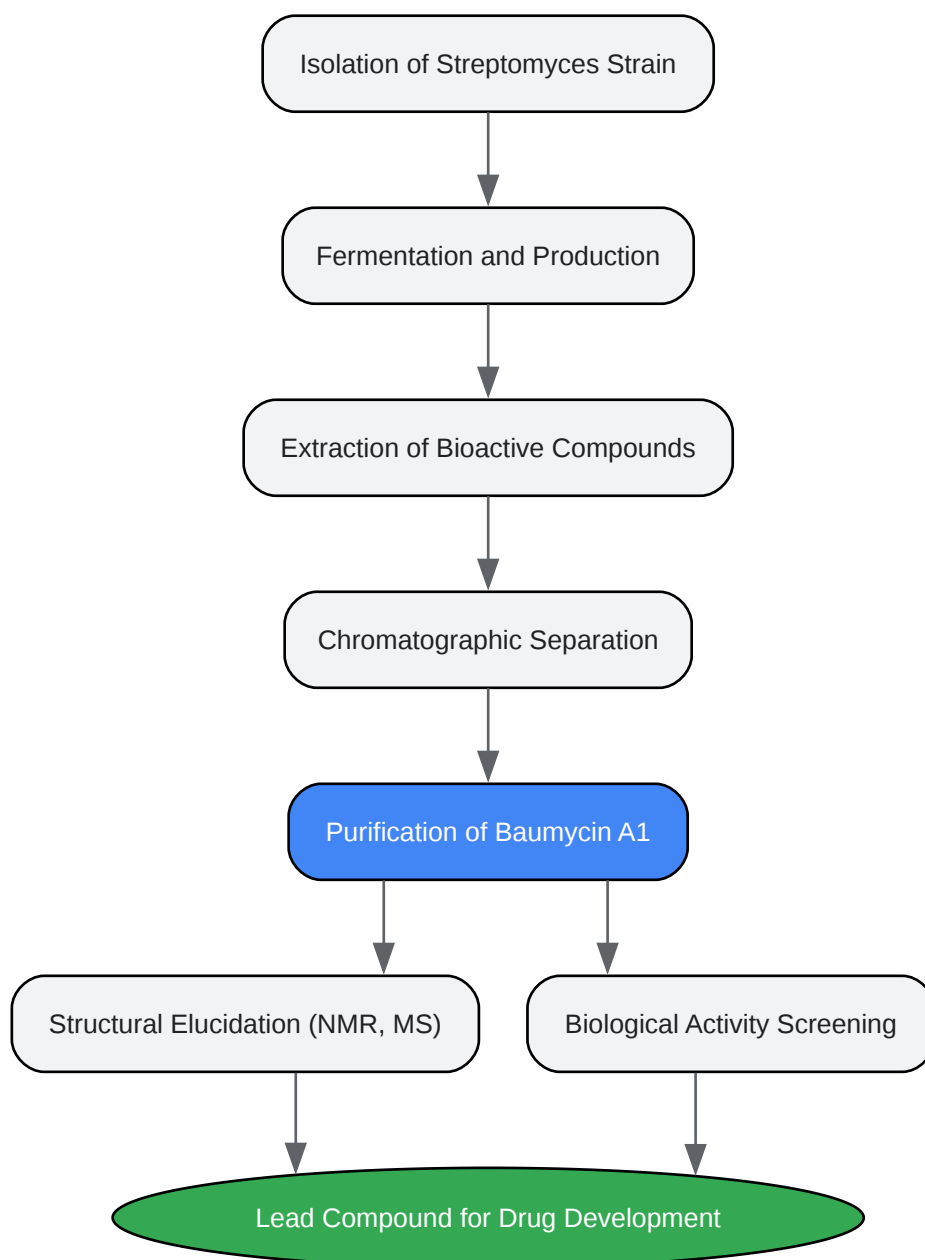 Isolation of Streptomyces Strain
Fermentation and Production
Extraction of Bioactive Compounds
Chromatographic Separation
Purification of Baumycin A1
Structural Elucidation (NMR, MS)
Biological Activity Screening
Lead Compound for Drug Development